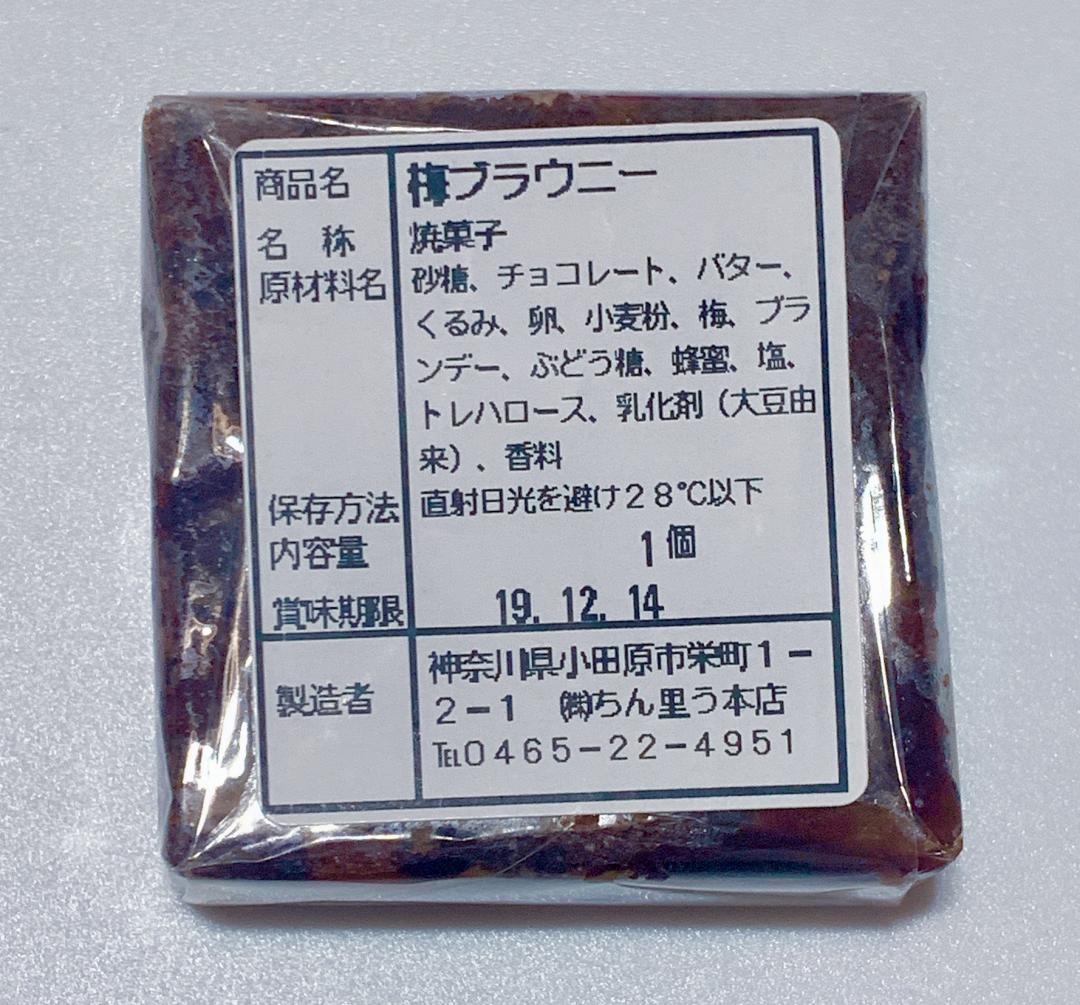 商品名 梅ブラウニー
名 称 焼菓子
原材料名 砂糖、チョコレート、バター、
くるみ、卵、小麦粉、梅、ブラ
ンデー、ぶどう糖、蜂蜜、塩、
トレハロース、乳化剤（大豆由
来）、香料
保存方法 直射日光を避け２８℃以下
内容量 1個
賞味期限 19.12.14
製造者 神奈川県小田原市栄町１－
２－１ ㈱ちん里う本店
℡０４６５－２２－４９５１